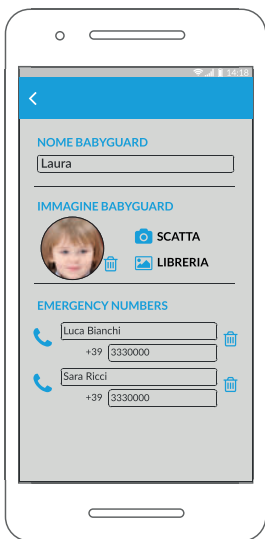 14:18
NOME BABYGUARD
Laura
IMMAGINE BABYGUARD
SCATTA
LIBRERIA
EMERGENCY NUMBERS
Luca Bianchi
+39 3330000
Sara Ricci
+39 3330000